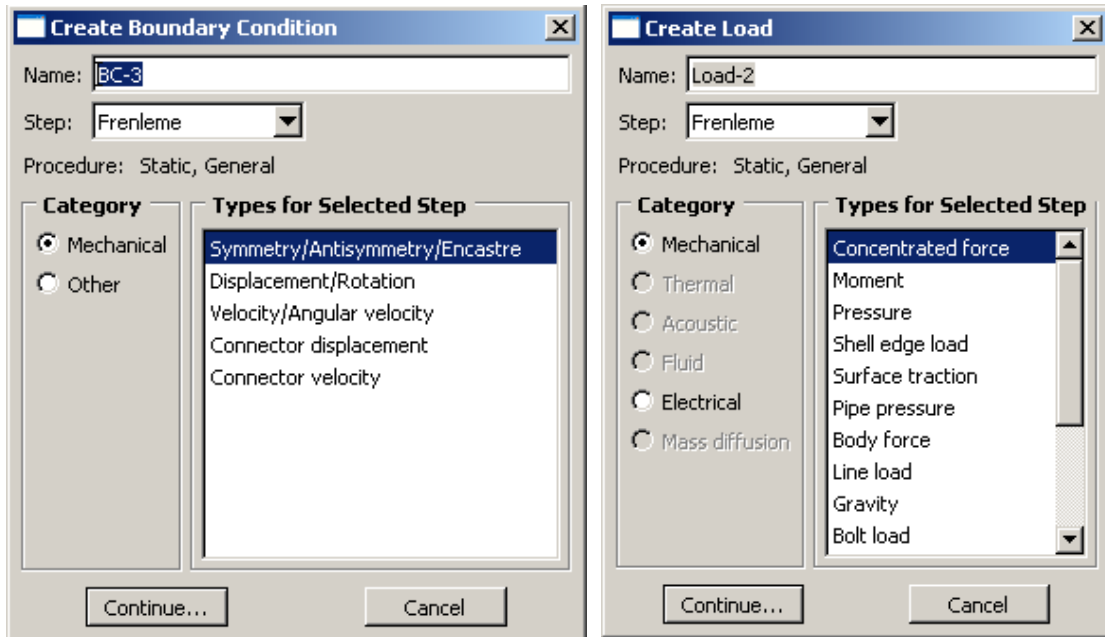 Create Boundary Condition
Name: BC-3
Step: Frenleme
Procedure: Static, General
Category
Mechanical
Other
Types for Selected Step
Symmetry/Antisymmetry/Encastre
Displacement/Rotation
Velocity/Angular velocity
Connector displacement
Connector velocity
Continue...
Cancel
Create Load
Name: Load-2
Step: Frenleme
Procedure: Static, General
Category
Mechanical
Thermal
Acoustic
Fluid
Electrical
Mass diffusion
Types for Selected Step
Concentrated force
Moment
Pressure
Shell edge load
Surface traction
Pipe pressure
Body force
Line load
Gravity
Bolt load
Continue...
Cancel